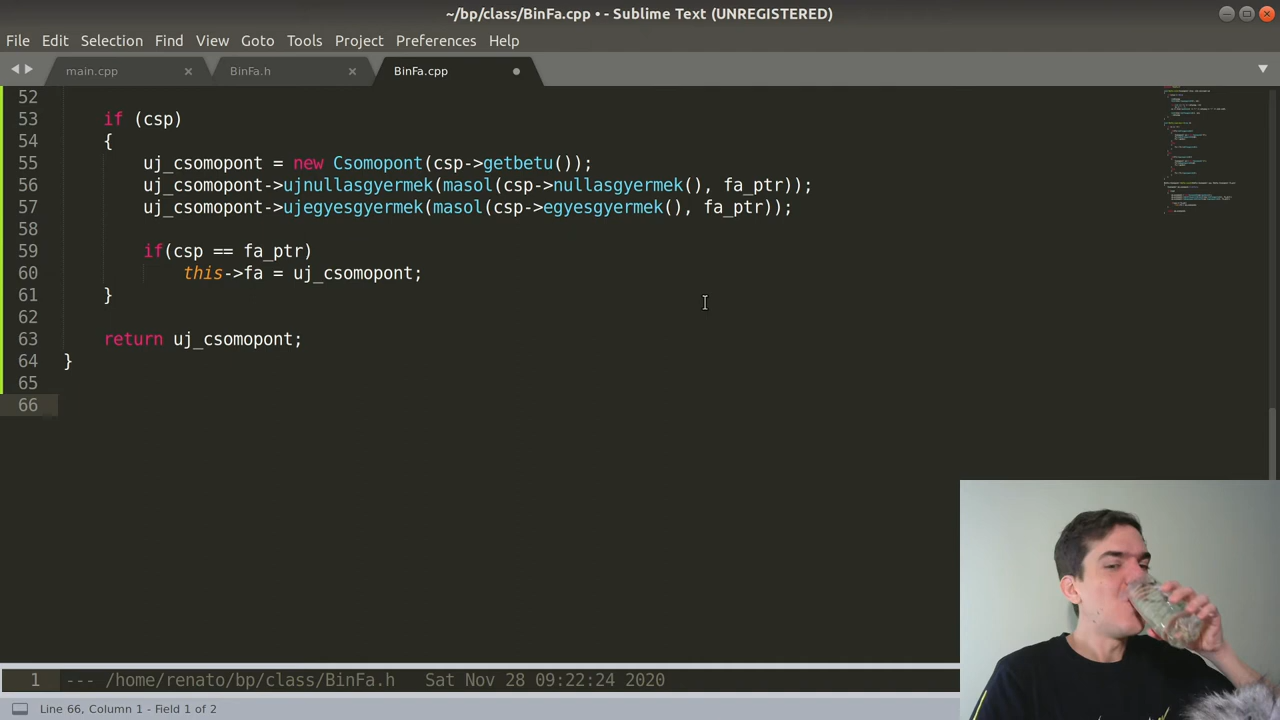 ~/bp/class/BinFa.cpp • - Sublime Text (UNREGISTERED)
File Edit Selection Find View Goto Tools Project Preferences Help
main.cpp BinFa.h BinFa.cpp
52
53 if (csp)
54 {
55 uj_csomopont = new Csomopont(csp->getbetu());
56 uj_csomopont->ujnullasgyermek(masol(csp->nullasgyermek(), fa_ptr));
57 uj_csomopont->ujegyesgyermek(masol(csp->egyesgyermek(), fa_ptr));
58
59 if(csp == fa_ptr)
60 this->fa = uj_csomopont;
61 }
62
63 return uj_csomopont;
64 }
65
66
1 --- /home/renato/bp/class/BinFa.h Sat Nov 28 09:22:24 2020
Line 66, Column 1 - Field 1 of 2